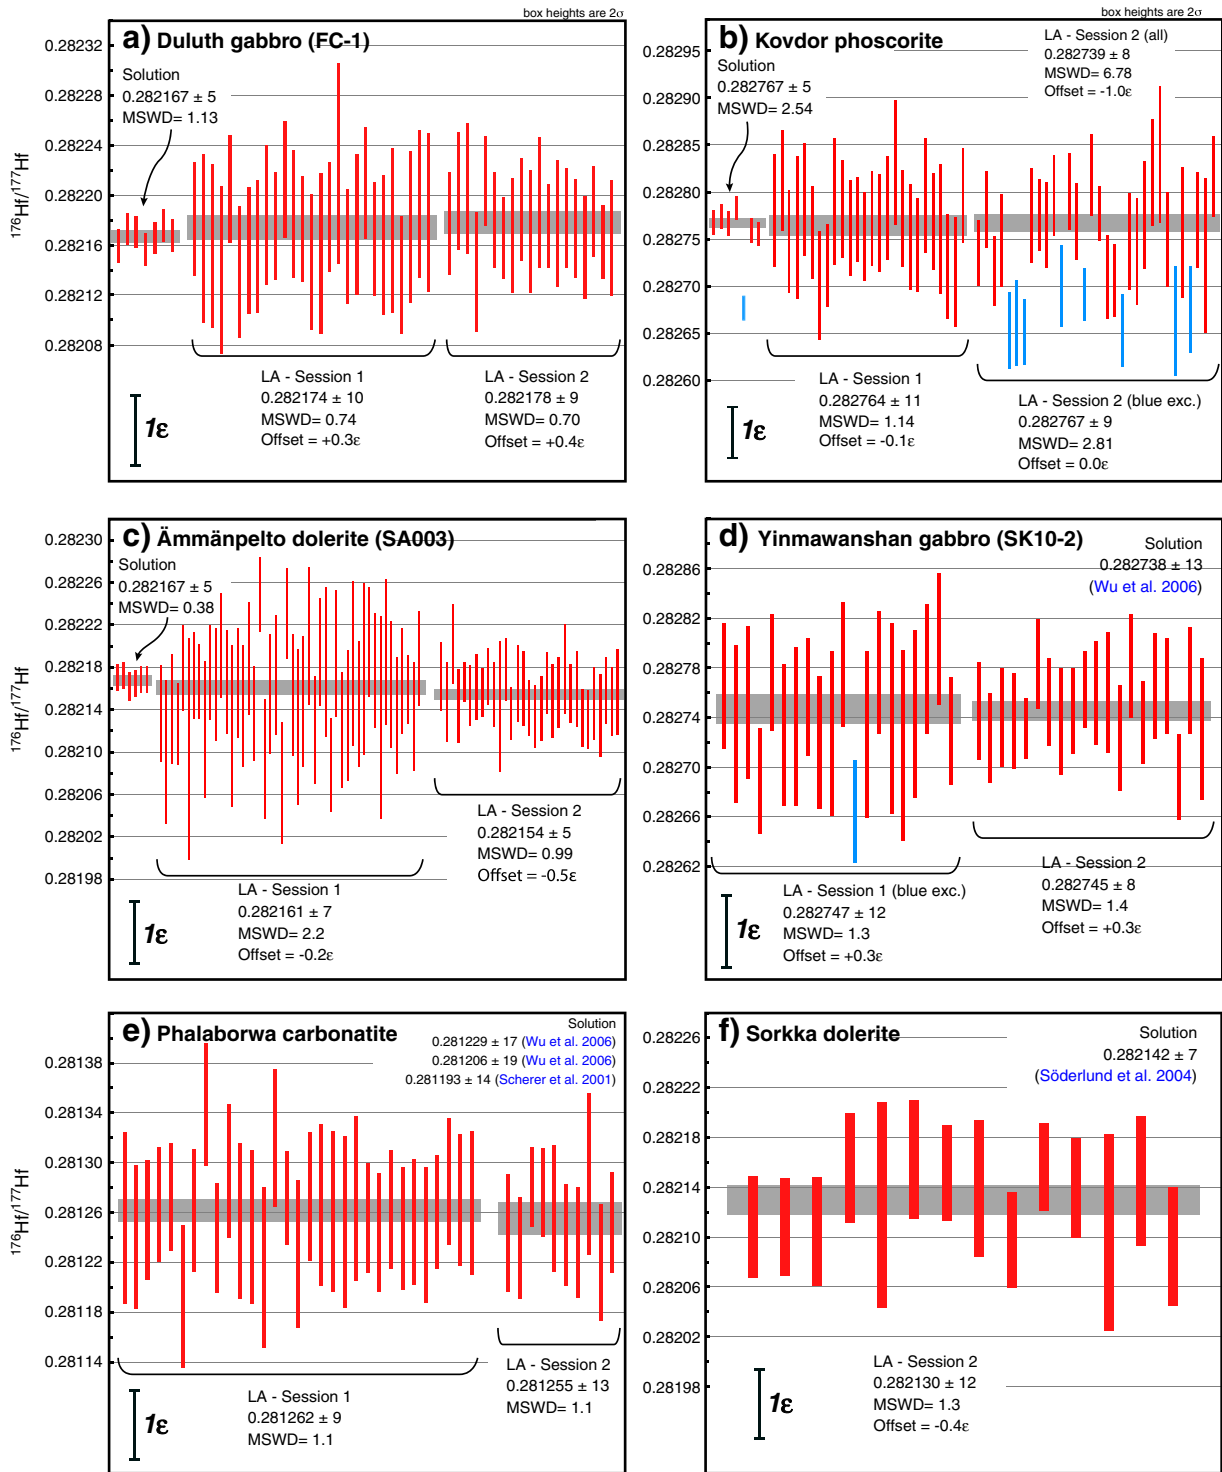 box heights are 2σ
a) Duluth gabbro (FC-1)
176Hf/177Hf
0.28232
0.28228
0.28224
0.28220
0.28216
0.28212
0.28208
Solution
0.282167 ± 5
MSWD= 1.13
LA - Session 1
0.282174 ± 10
MSWD= 0.74
Offset = +0.3ε
LA - Session 2
0.282178 ± 9
MSWD= 0.70
Offset = +0.4ε
1ε
box heights are 2σ
b) Kovdor phoscorite
0.28295
0.28290
0.28285
0.28280
0.28275
0.28270
0.28265
0.28260
Solution
0.282767 ± 5
MSWD= 2.54
LA - Session 2 (all)
0.282739 ± 8
MSWD= 6.78
Offset = -1.0ε
LA - Session 1
0.282764 ± 11
MSWD= 1.14
Offset = -0.1ε
LA - Session 2 (blue exc.)
0.282767 ± 9
MSWD= 2.81
Offset = 0.0ε
1ε
c) Ämmänpelto dolerite (SA003)
176Hf/177Hf
0.28230
0.28226
0.28222
0.28218
0.28214
0.28210
0.28206
0.28202
0.28198
Solution
0.282167 ± 5
MSWD= 0.38
LA - Session 1
0.282161 ± 7
MSWD= 2.2
Offset = -0.2ε
LA - Session 2
0.282154 ± 5
MSWD= 0.99
Offset = -0.5ε
1ε
d) Yinmawanshan gabbro (SK10-2)
0.28286
0.28282
0.28278
0.28274
0.28270
0.28266
0.28262
Solution
0.282738 ± 13
(Wu et al. 2006)
LA - Session 1 (blue exc.)
0.282747 ± 12
MSWD= 1.3
Offset = +0.3ε
LA - Session 2
0.282745 ± 8
MSWD= 1.4
Offset = +0.3ε
1ε
e) Phalaborwa carbonatite
176Hf/177Hf
0.28138
0.28134
0.28130
0.28126
0.28122
0.28118
0.28114
Solution
0.281229 ± 17 (Wu et al. 2006)
0.281206 ± 19 (Wu et al. 2006)
0.281193 ± 14 (Scherer et al. 2001)
LA - Session 1
0.281262 ± 9
MSWD= 1.1
LA - Session 2
0.281255 ± 13
MSWD= 1.1
1ε
f) Sorkka dolerite
0.28226
0.28222
0.28218
0.28214
0.28210
0.28206
0.28202
0.28198
Solution
0.282142 ± 7
(Söderlund et al. 2004)
LA - Session 2
0.282130 ± 12
MSWD= 1.3
Offset = -0.4ε
1ε